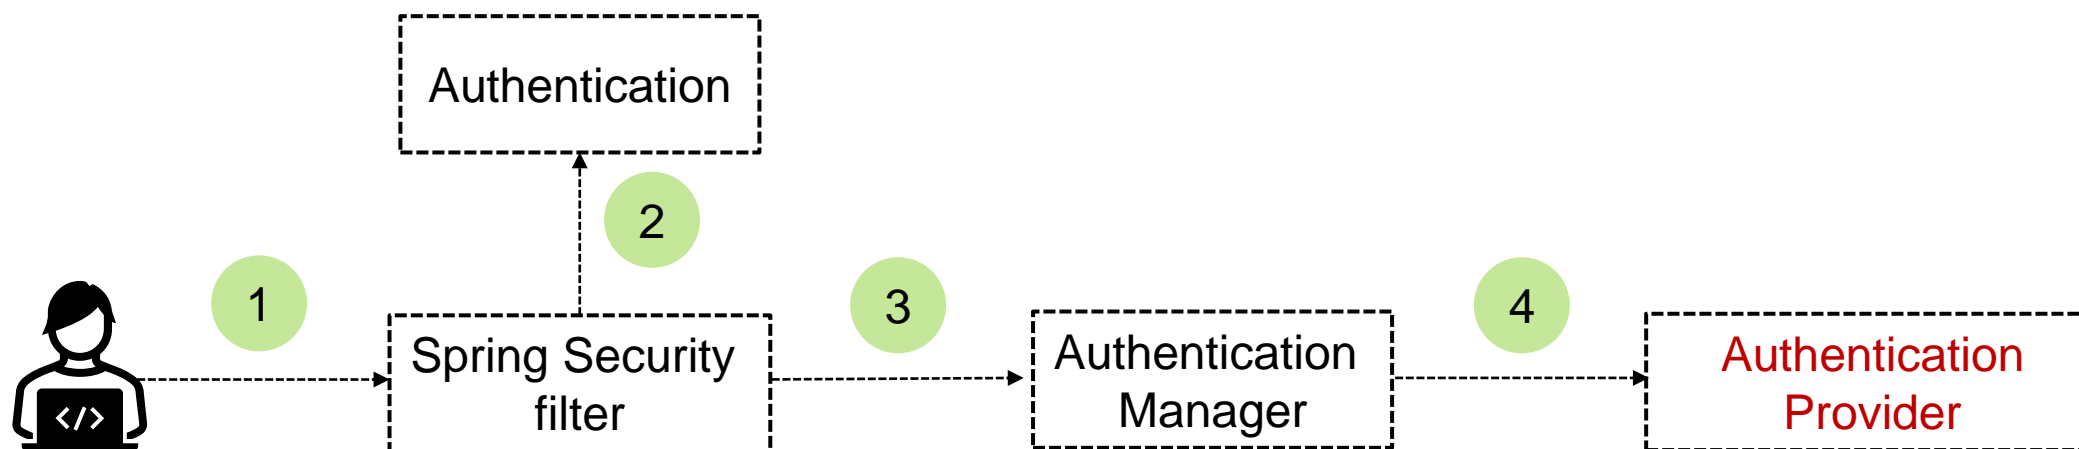 Authentication
2
1
3
4
Spring Security
filter
Authentication
Manager
Authentication
Provider
</>